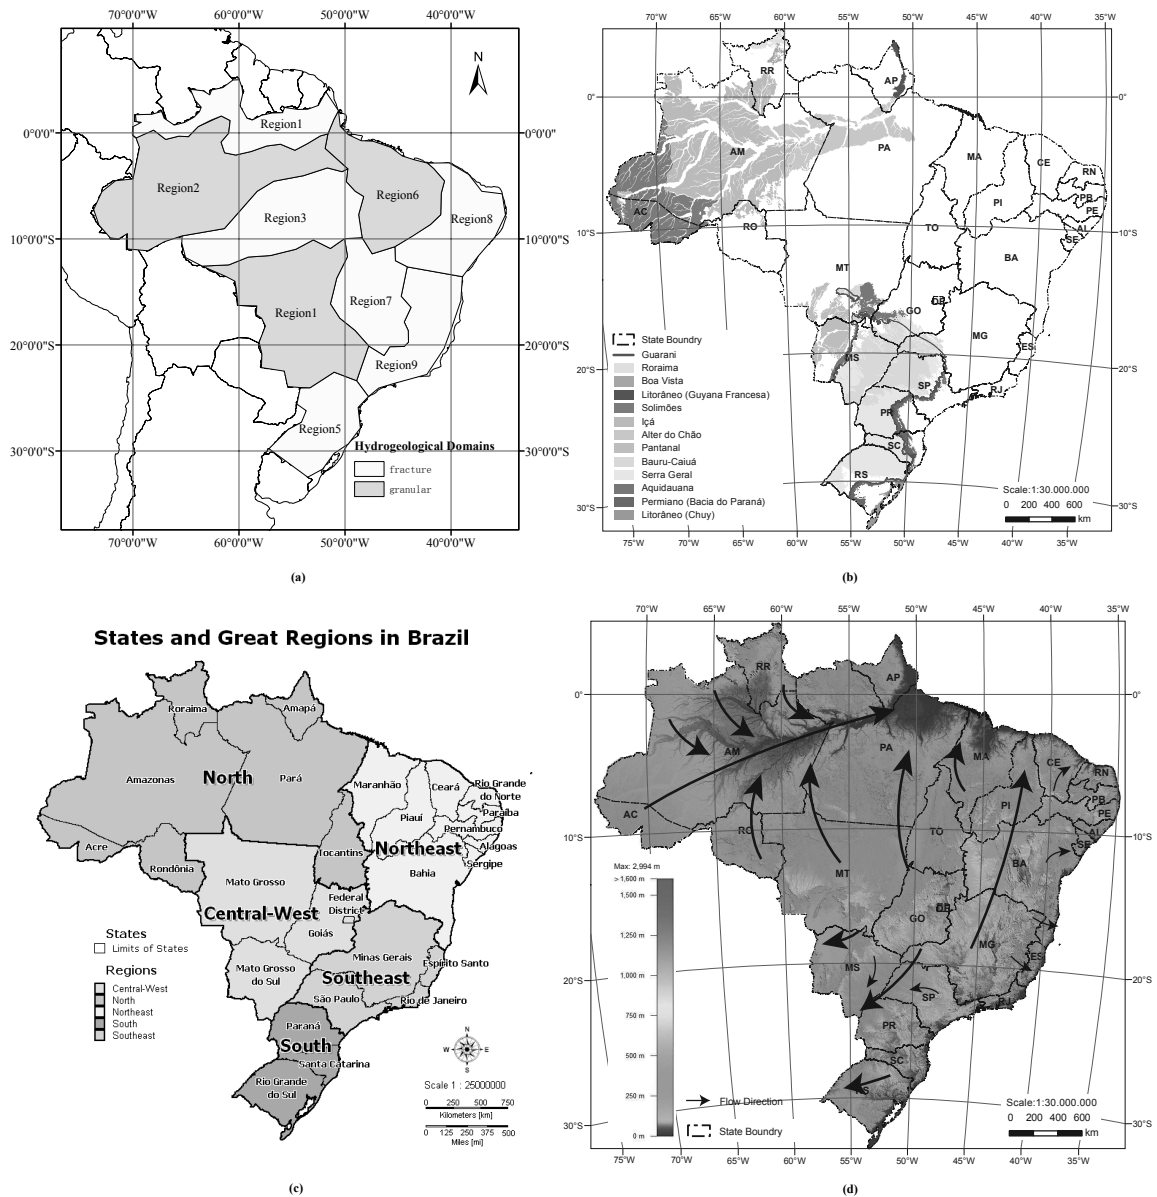 70°0'0"W 60°0'0"W 50°0'0"W 40°0'0"W
N
0°0'0"
0°0'0"
10°0'0"S
10°0'0"S
20°0'0"S
20°0'0"S
30°0'0"S
30°0'0"S
Region1
Region2
Region6
Region3
Region8
Region1
Region7
Region9
Region5
Hydrogeological Domains
fracture
granular
70°0'0"W 60°0'0"W 50°0'0"W 40°0'0"W
(a)
70°W 65°W 60°W 55°W 50°W 45°W 40°W 35°W
0°
0°
10°S
10°S
20°S
20°S
30°S
30°S
RR
AP
AM
PA
MA
CE
RN
PB
PE
AL
SE
PI
AC
RO
TO
BA
MT
DF
GO
MG
ES
MS
SP
RJ
PR
SC
RS
State Boundry
Guarani
Roraima
Boa Vista
Litorâneo (Guyana Francesa)
Solimões
Içá
Alter do Chão
Pantanal
Bauru-Caiuá
Serra Geral
Aquidauana
Permiano (Bacia do Paraná)
Litorâneo (Chuy)
Scale:1:30.000.000
0 200 400 600
km
75°W 70°W 65°W 60°W 55°W 50°W 45°W 40°W 35°W
(b)
States and Great Regions in Brazil
Roraima
Amapá
Amazonas
North
Pará
Maranhão
Ceará
Rio Grande
do Norte
Piauí
Paraíba
Pernambuco
Acre
Tocantins
Northeast
Alagoas
Sergipe
Rondônia
Bahia
Mato Grosso
Federal
District
Central-West
Goiás
States
Limits of States
Minas Gerais
Espírito Santo
Regions
Central-West
North
Northeast
South
Southeast
Mato Grosso
do Sul
Southeast
São Paulo
Rio de Janeiro
Paraná
South
Santa Catarina
Rio Grande
do Sul
N
W E
S
Scale 1 : 25000000
0 250 500 750
Kilometers [km]
0 125 250 375 500
Miles [mi]
(c)
70°W 65°W 60°W 55°W 50°W 45°W 40°W 35°W
0°
0°
10°S
10°S
20°S
20°S
30°S
30°S
RR
AP
AM
PA
MA
CE
RN
PB
PE
AL
SE
PI
AC
RO
TO
BA
MT
DF
GO
MG
ES
MS
SP
RJ
PR
SC
RS
Max: 2,994 m
> 1,600 m
1,500 m
1,250 m
1,000 m
750 m
500 m
250 m
0 m
Flow Direction
State Boundry
Scale:1:30.000.000
0 200 400 600
km
75°W 70°W 65°W 60°W 55°W 50°W 45°W 40°W 35°W
(d)